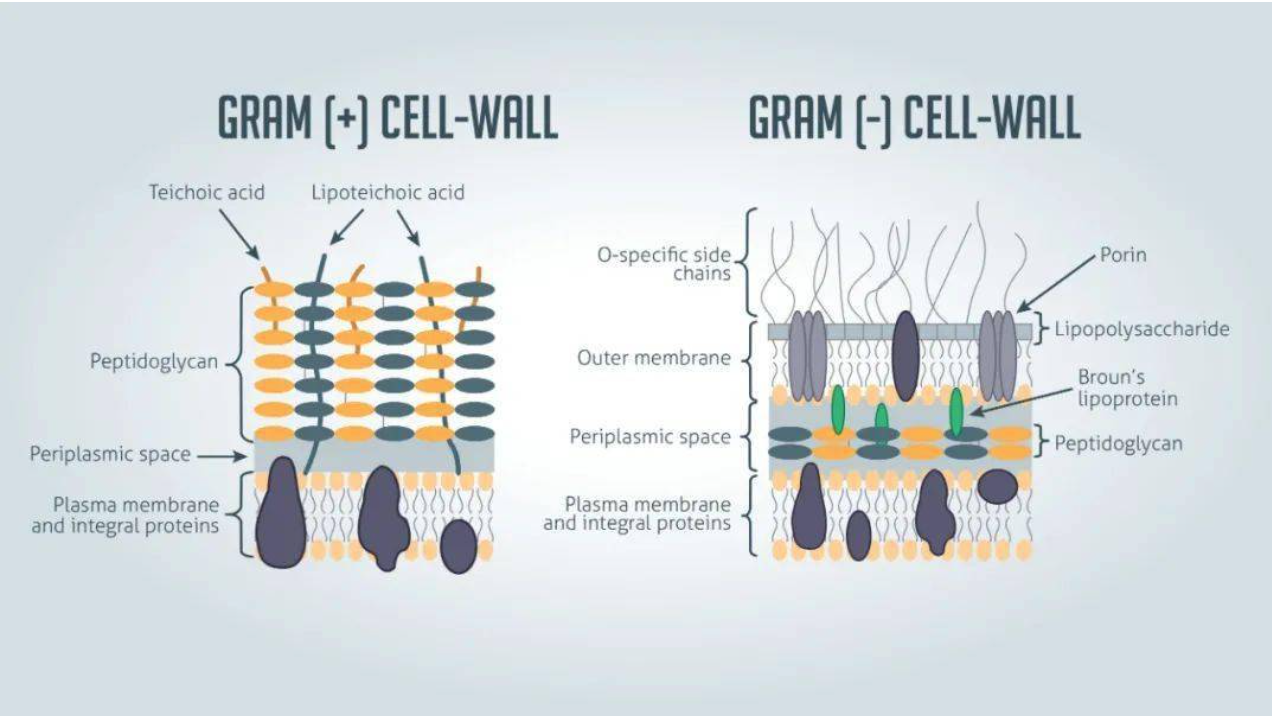 GRAM (+) CELL-WALL
Teichoic acid
Lipoteichoic acid
Peptidoglycan
Periplasmic space
Plasma membrane
and integral proteins
GRAM (-) CELL-WALL
O-specific side
chains
Outer membrane
Periplasmic space
Plasma membrane
and integral proteins
Porin
Lipopolysaccharide
Broun's
lipoprotein
Peptidoglycan